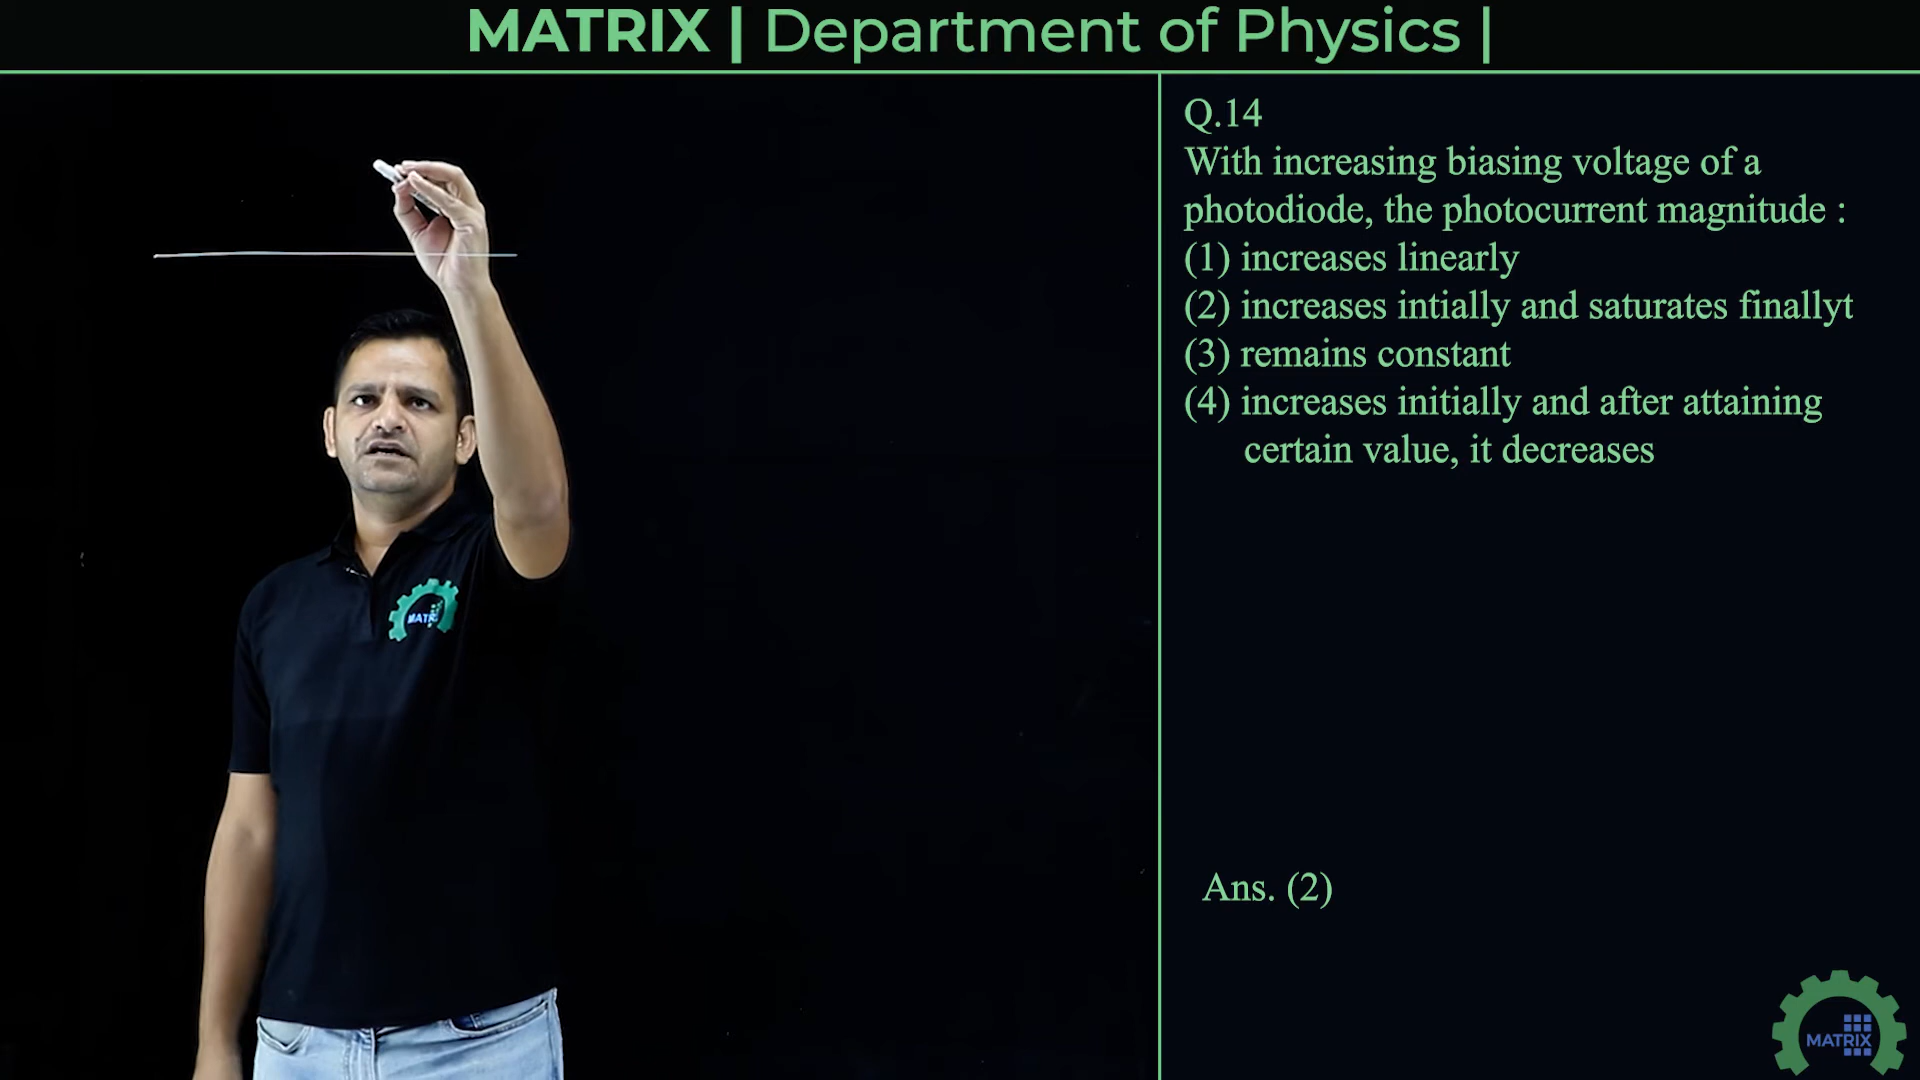 MATRIX | Department of Physics |
Q.14
With increasing biasing voltage of a
photodiode, the photocurrent magnitude :
(1) increases linearly
(2) increases intially and saturates finallyt
(3) remains constant
(4) increases initially and after attaining
certain value, it decreases
Ans. (2)
MATRIX
MATRIX